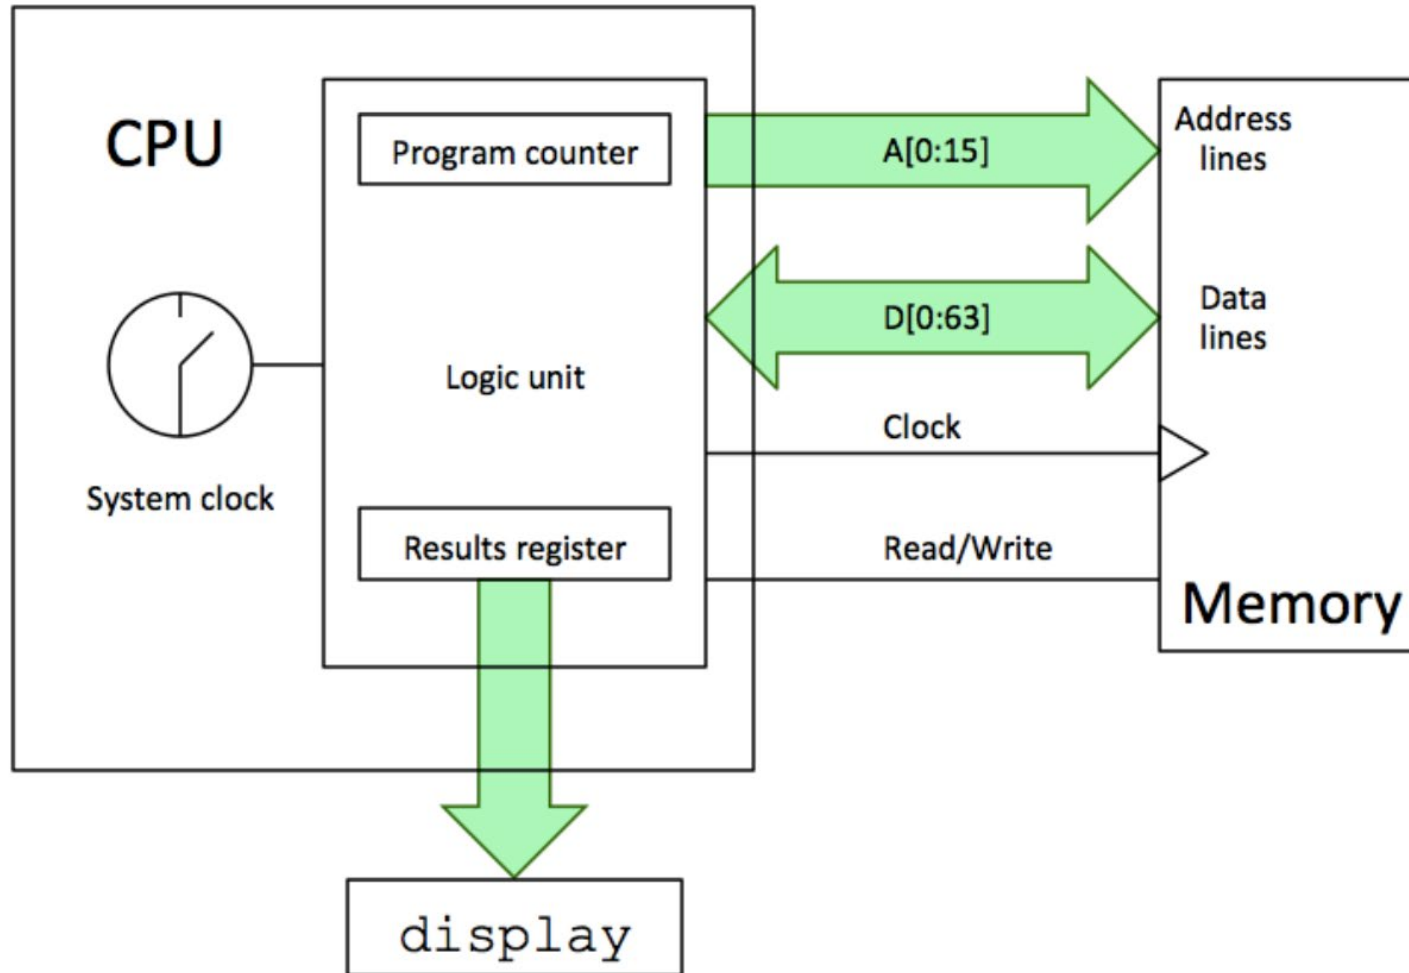 CPU
Program counter
A[0:15]
Address
lines
D[0:63]
Data
lines
Logic unit
Clock
System clock
Results register
Read/Write
Memory
display